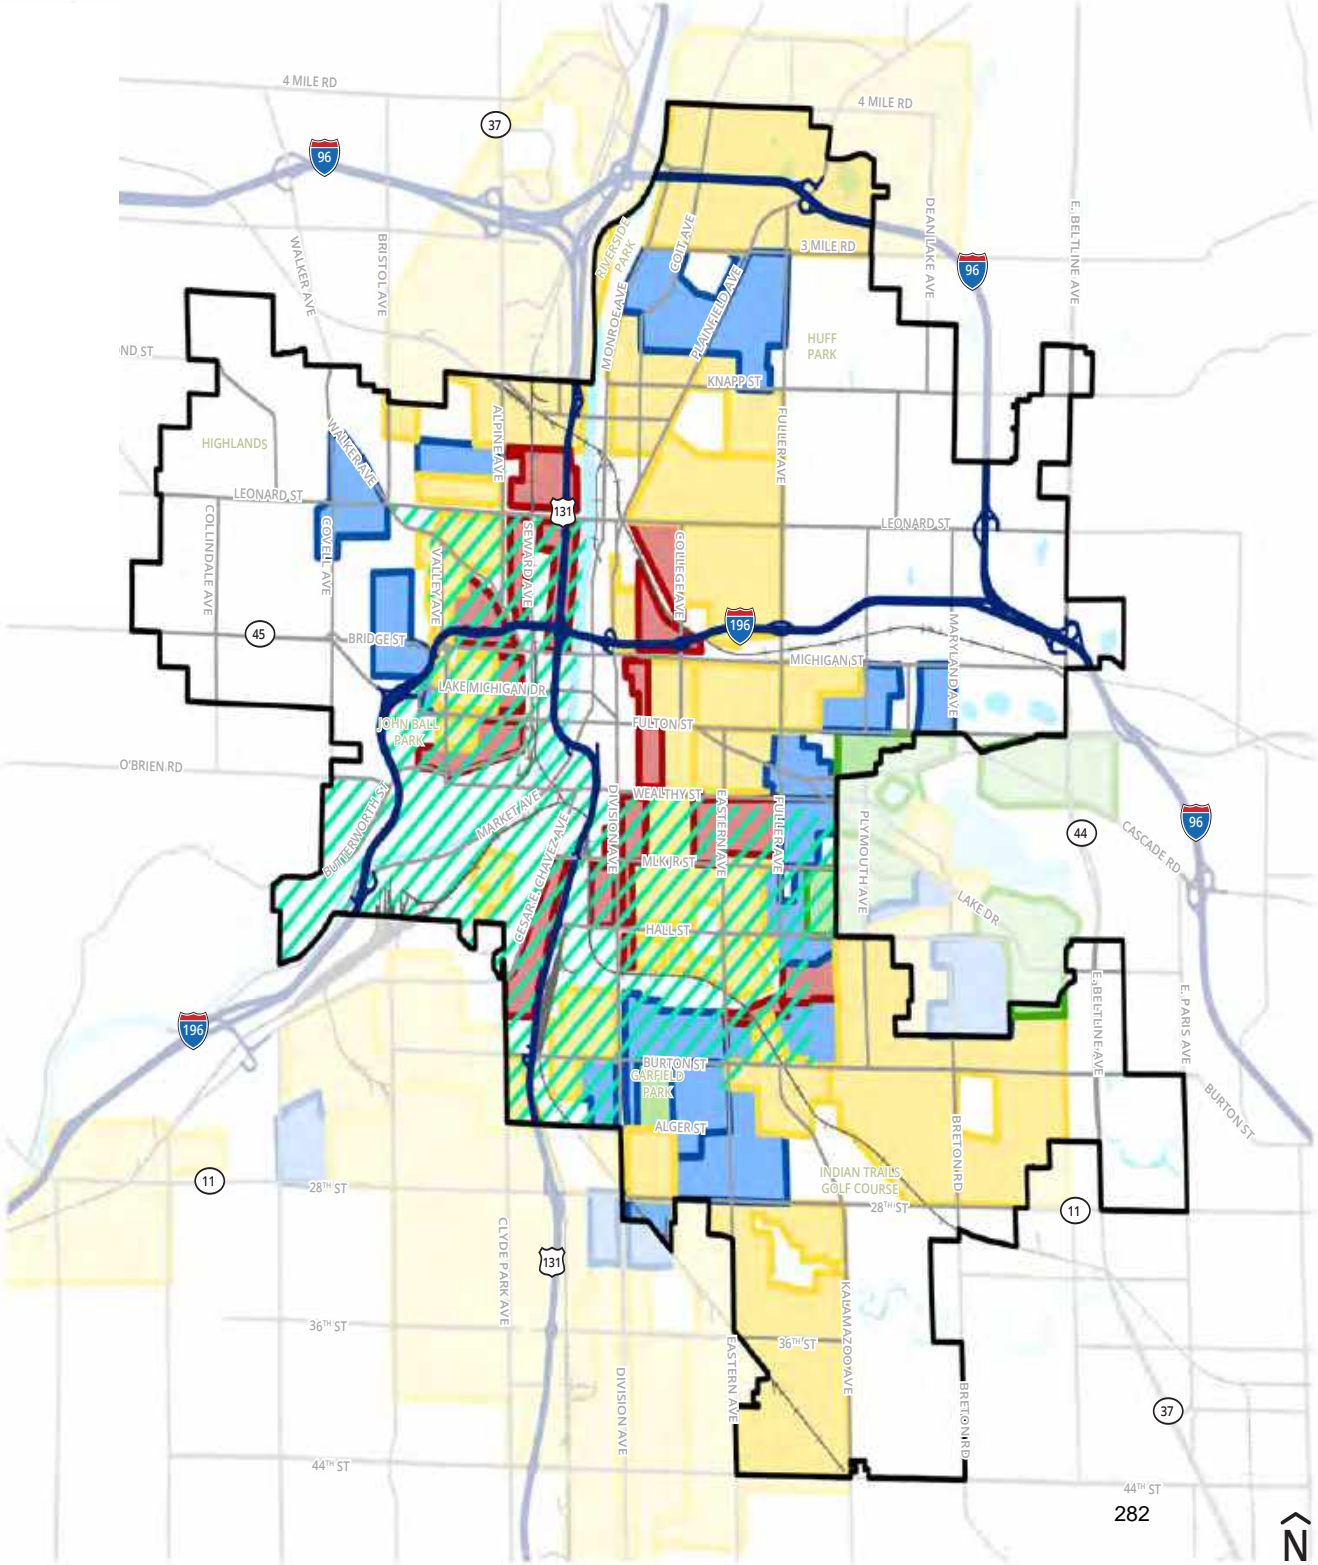 4 MILE RD
37
4 MILE RD
96
DEAN LAKE AVE
E. BELTLINE AVE
WALKER AVE
BRISTOL AVE
RIVERSIDE
PARK
COIT AVE
3 MILE RD
96
MONROE AVE
PLAINFIELD AVE
HUFF
PARK
ND ST
KNAPP ST
HIGHLANDS
WALKER AVE
ALPINE AVE
FULLER AVE
LEONARD ST
131
LEONARD ST
COLLINDALE AVE
COVELL AVE
VALLEY AVE
SEWARD AVE
COLLEGE AVE
45
BRIDGE ST
196
MARYLAND AVE
MICHIGAN ST
LAKE MICHIGAN DR
JOHN BALL
PARK
FULTON ST
O'BRIEN RD
BUTTERWORTH ST
MARKET AVE
CESAR E. CHAVEZ AVE
DIVISION AVE
WEALTHY ST
EASTERN AVE
FULLER AVE
PLYMOUTH AVE
44
CASCADE RD
96
MLK JR ST
LAKE DR
HALL ST
E. BELTLINE AVE
E. PARIS AVE
196
BURTON ST
GARFIELD
PARK
BURTON ST
ALGER ST
BRETON RD
11
28TH ST
INDIAN TRAILS
GOLF COURSE
28TH ST
11
CLYDE PARK AVE
131
36TH ST
36TH ST
KALAMAZOO AVE
DIVISION AVE
EASTERN AVE
BRETON RD
37
44TH ST
44TH ST
282
N